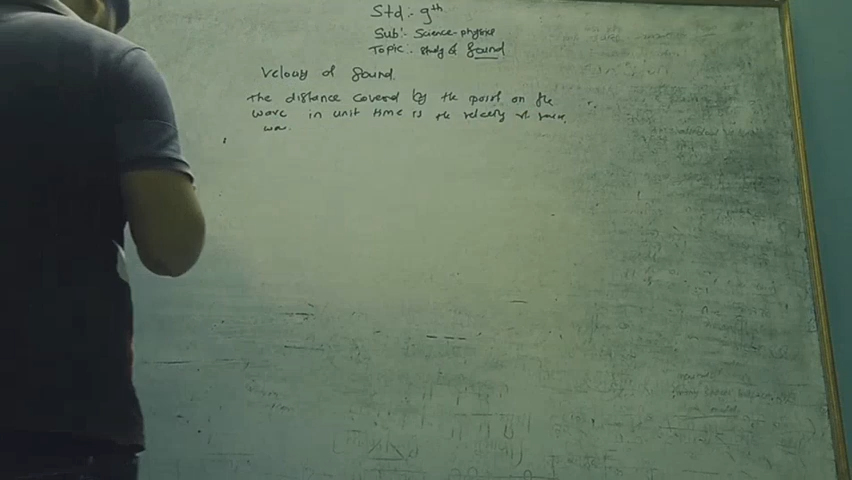 Std :- 9th
Sub :- Science-physics
Topic :- Study of Sound
Velocity of Sound.
The distance covered by the point on the
wave in unit time is the velocity of